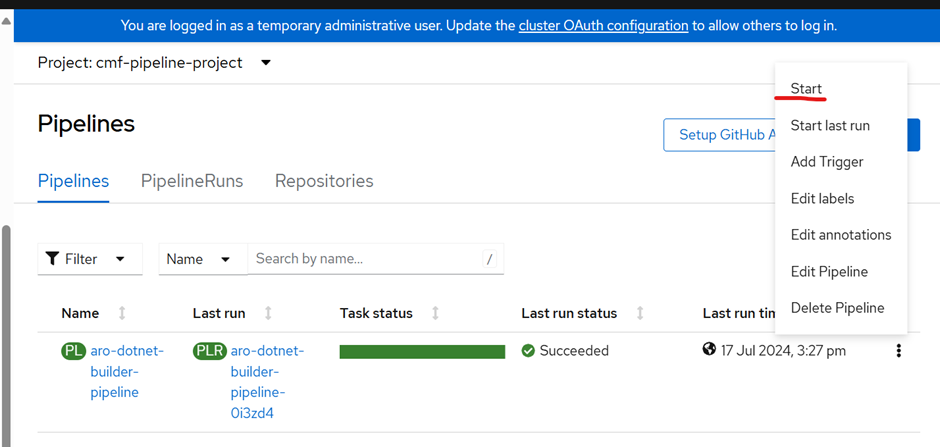 You are logged in as a temporary administrative user. Update the cluster OAuth configuration to allow others to log in.
Project: cmf-pipeline-project
Start
Pipelines
Setup GitHub A
Start last run
Add Trigger
Pipelines PipelineRuns Repositories
Edit labels
Edit annotations
Filter Name Search by name... /
Edit Pipeline
Delete Pipeline
Name Last run Task status Last run status Last run tim
PL aro-dotnet-builder-pipeline
PLR aro-dotnet-builder-pipeline-0i3zd4
Succeeded
17 Jul 2024, 3:27 pm